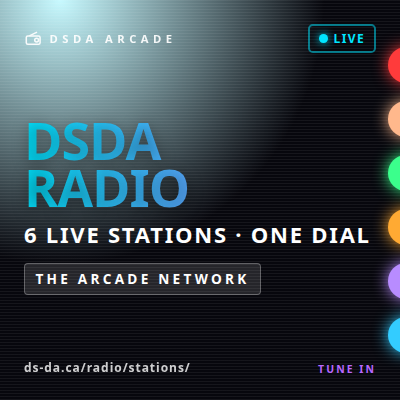 DSDA ARCADE
LIVE
DSDA
RADIO
6 LIVE STATIONS · ONE DIAL
THE ARCADE NETWORK
ds-da.ca/radio/stations/
TUNE IN